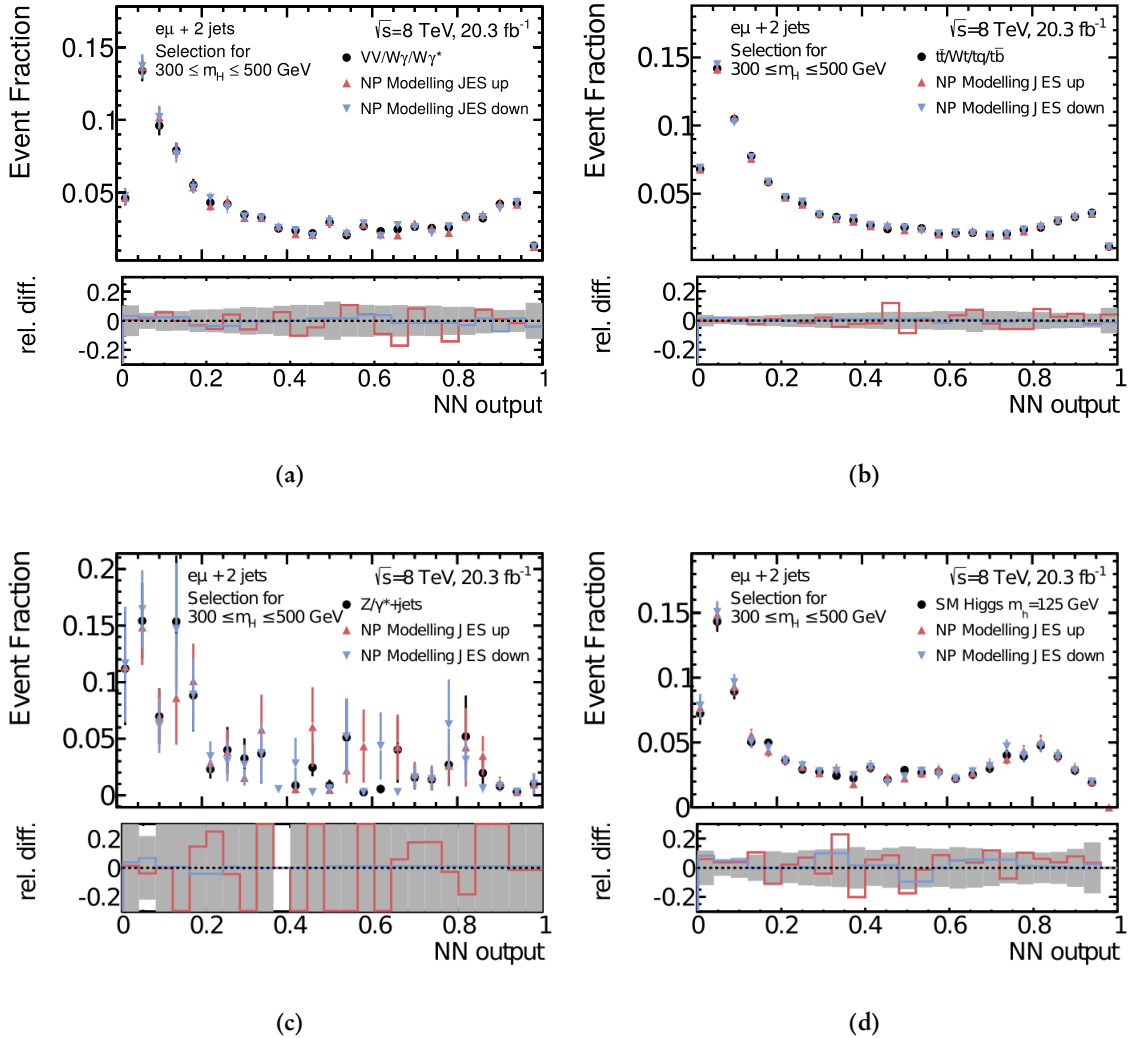 eμ + 2 jets
Selection for
300 ≤ m_H ≤ 500 GeV
√s=8 TeV, 20.3 fb⁻¹
VV/Wγ/Wγ*
NP Modelling JES up
NP Modelling JES down
Event Fraction
0.15
0.1
0.05
rel. diff.
0.2
0
-0.2
0 0.2 0.4 0.6 0.8 1
NN output
(a)
eμ + 2 jets
Selection for
300 ≤m_H ≤500 GeV
√s=8 TeV, 20.3 fb⁻¹
tt̄/Wt/tq/tb̄
NP Modelling JES up
NP Modelling JES down
Event Fraction
0.15
0.1
0.05
rel. diff.
0.2
0
-0.2
0 0.2 0.4 0.6 0.8 1
NN output
(b)
eμ + 2 jets
Selection for
300 ≤m_H ≤500 GeV
√s=8 TeV, 20.3 fb⁻¹
Z/γ*+jets
NP Modelling JES up
NP Modelling JES down
Event Fraction
0.2
0.15
0.1
0.05
0
rel. diff.
0.2
0
-0.2
0 0.2 0.4 0.6 0.8 1
NN output
(c)
eμ + 2 jets
Selection for
300 ≤m_H ≤500 GeV
√s=8 TeV, 20.3 fb⁻¹
SM Higgs m_h=125 GeV
NP Modelling JES up
NP Modelling JES down
Event Fraction
0.2
0.15
0.1
0.05
0
rel. diff.
0.2
0
-0.2
0 0.2 0.4 0.6 0.8 1
NN output
(d)